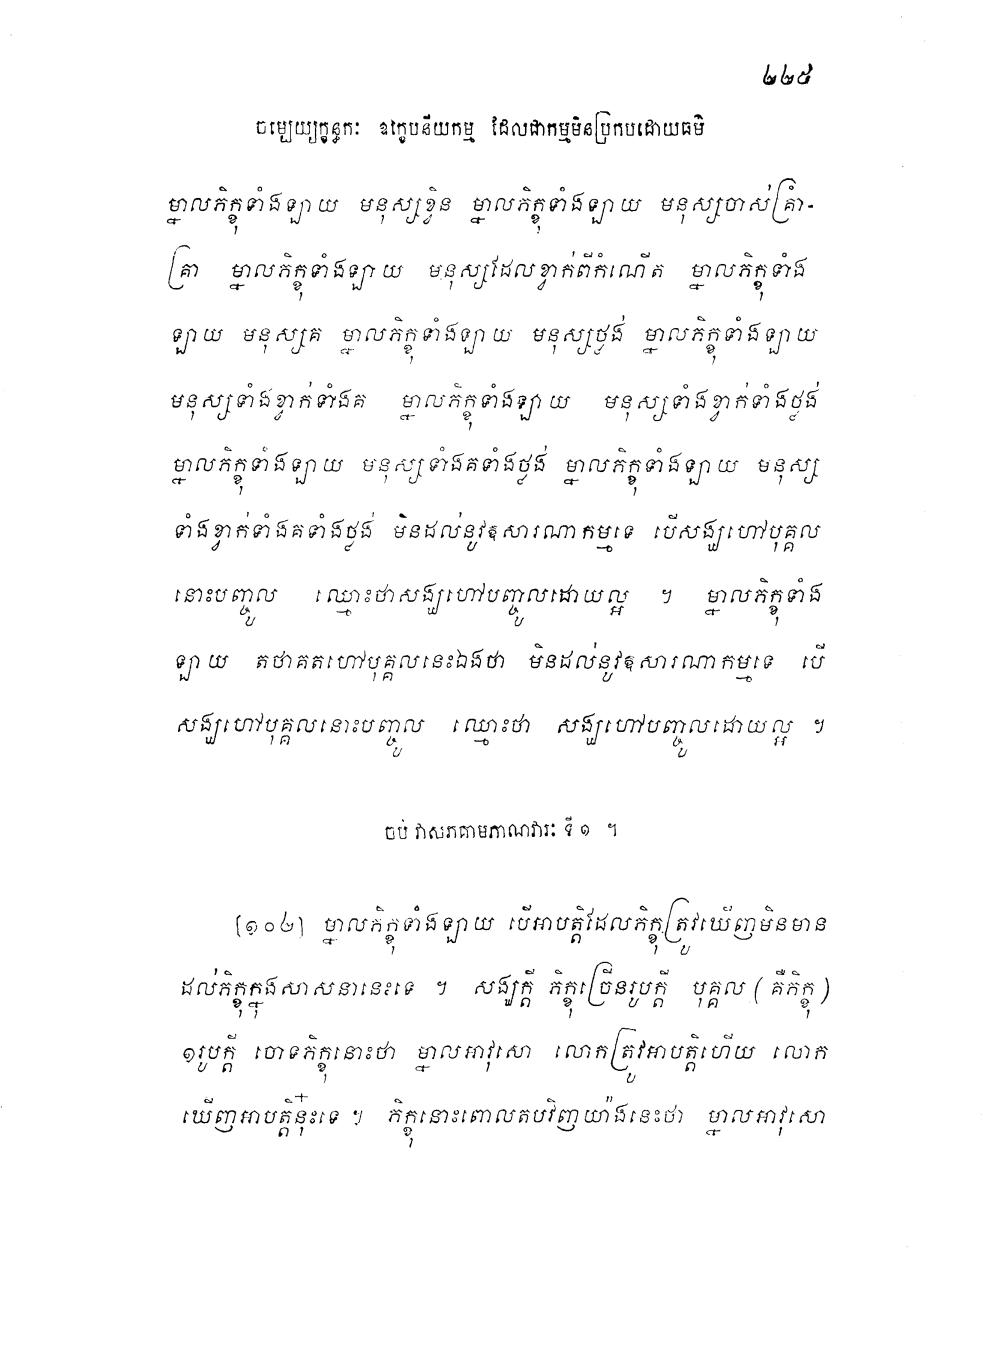 ២២៥
ចម្បេយ្យក្ខន្ធកៈ ឧក្ខេបនីយកម្ម ដែលជាកម្មមិនប្រកបដោយធម៌
ម្នាលភិក្ខុទាំងឡាយ មនុស្សខ្វិន ម្នាលភិក្ខុទាំងឡាយ មនុស្សចាស់គ្រាំ-
គ្រា ម្នាលភិក្ខុទាំងឡាយ មនុស្សដែលខ្វាក់ពីកំណើត ម្នាលភិក្ខុទាំង
ឡាយ មនុស្សគ ម្នាលភិក្ខុទាំងឡាយ មនុស្សថ្លង់ ម្នាលភិក្ខុទាំងឡាយ
មនុស្សទាំងខ្វាក់ទាំងគ ម្នាលភិក្ខុទាំងឡាយ មនុស្សទាំងខ្វាក់ទាំងថ្លង់
ម្នាលភិក្ខុទាំងឡាយ មនុស្សទាំងគទាំងថ្លង់ ម្នាលភិក្ខុទាំងឡាយ មនុស្ស
ទាំងខ្វាក់ទាំងគទាំងថ្លង់ មិនដល់នូវឱសារណាកម្មទេ បើសង្ឃហៅបុគ្គល
នោះបញ្ចូល ឈ្មោះថាសង្ឃហៅបញ្ចូលដោយល្អ ។ ម្នាលភិក្ខុទាំង
ឡាយ តថាគតហៅបុគ្គលនេះឯងថា មិនដល់នូវឱសារណាកម្មទេ បើ
សង្ឃហៅបុគ្គលនោះបញ្ចូល ឈ្មោះថា សង្ឃហៅបញ្ចូលដោយល្អ ។
ចប់ វាសភគាមភាណវារៈ ទី ១ ។
[១០៤] ម្នាលភិក្ខុទាំងឡាយ បើអាបត្តិដែលភិក្ខុត្រូវឃើញមិនមាន
ដល់ភិក្ខុក្នុងសាសនានេះទេ ។ សង្ឃក្តី ភិក្ខុច្រើនរូបក្តី បុគ្គល (គឺភិក្ខុ)
១រូបក្តី ចោទភិក្ខុនោះថា ម្នាលអាវុសោ លោកត្រូវអាបត្តិហើយ លោក
ឃើញអាបត្តិនុ៎ះទេ ។ ភិក្ខុនោះពោលតបវិញយ៉ាងនេះថា ម្នាលអាវុសោ